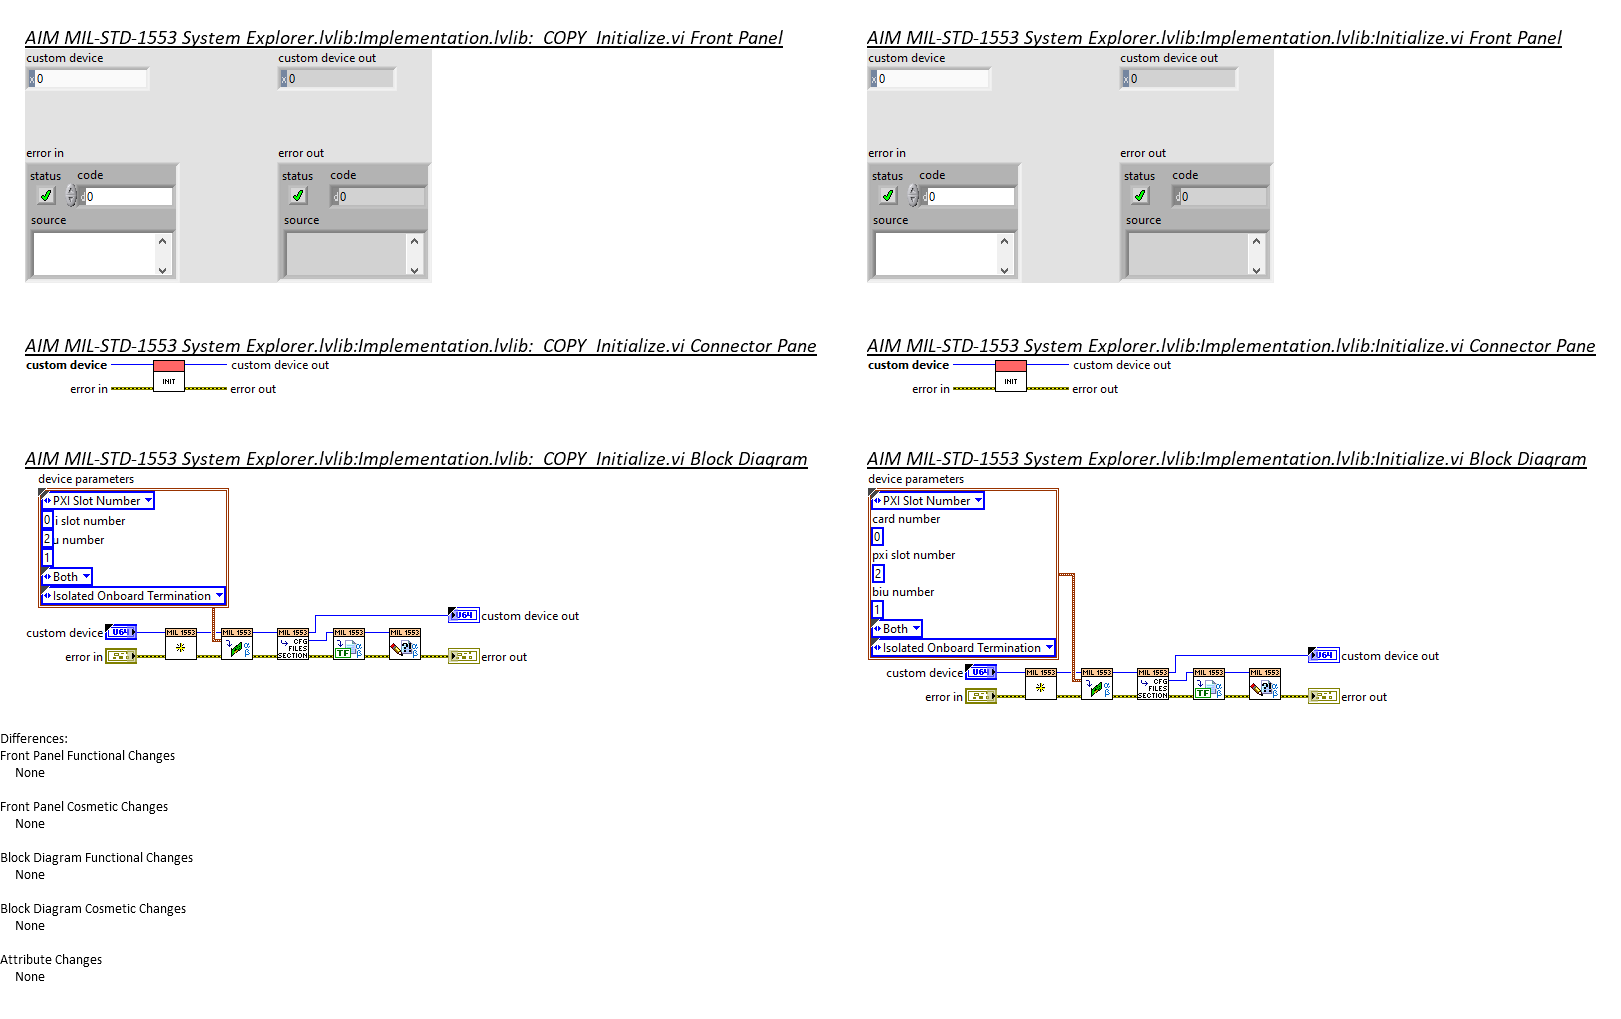 AIM MIL-STD-1553 System Explorer.lvlib:Implementation.lvlib:  COPY  Initialize.vi Front Panel
custom device
custom device out
x 0
x 0
error in
error out
status
code
status
code
d 0
d 0
source
source
AIM MIL-STD-1553 System Explorer.lvlib:Implementation.lvlib:Initialize.vi Front Panel
custom device
custom device out
x 0
x 0
error in
error out
status
code
status
code
d 0
d 0
source
source
AIM MIL-STD-1553 System Explorer.lvlib:Implementation.lvlib:  COPY  Initialize.vi Connector Pane
custom device
custom device out
INIT
error in
error out
AIM MIL-STD-1553 System Explorer.lvlib:Implementation.lvlib:Initialize.vi Connector Pane
custom device
custom device out
INIT
error in
error out
AIM MIL-STD-1553 System Explorer.lvlib:Implementation.lvlib:  COPY  Initialize.vi Block Diagram
device parameters
PXI Slot Number
0 i slot number
2 u number
1
Both
Isolated Onboard Termination
custom device out
U64
custom device
U64
MIL 1553
MIL 1553
MIL 1553
MIL 1553
MIL 1553
CFG
FILES
SECTION
TF
?!
α
β
α
β
α
β
error in
error out
AIM MIL-STD-1553 System Explorer.lvlib:Implementation.lvlib:Initialize.vi Block Diagram
device parameters
PXI Slot Number
card number
0
pxi slot number
2
biu number
1
Both
Isolated Onboard Termination
U64
custom device out
custom device
U64
MIL 1553
MIL 1553
MIL 1553
MIL 1553
MIL 1553
CFG
FILES
SECTION
TF
?!
α
β
α
β
α
β
error in
error out
Differences:
Front Panel Functional Changes
None
Front Panel Cosmetic Changes
None
Block Diagram Functional Changes
None
Block Diagram Cosmetic Changes
None
Attribute Changes
None